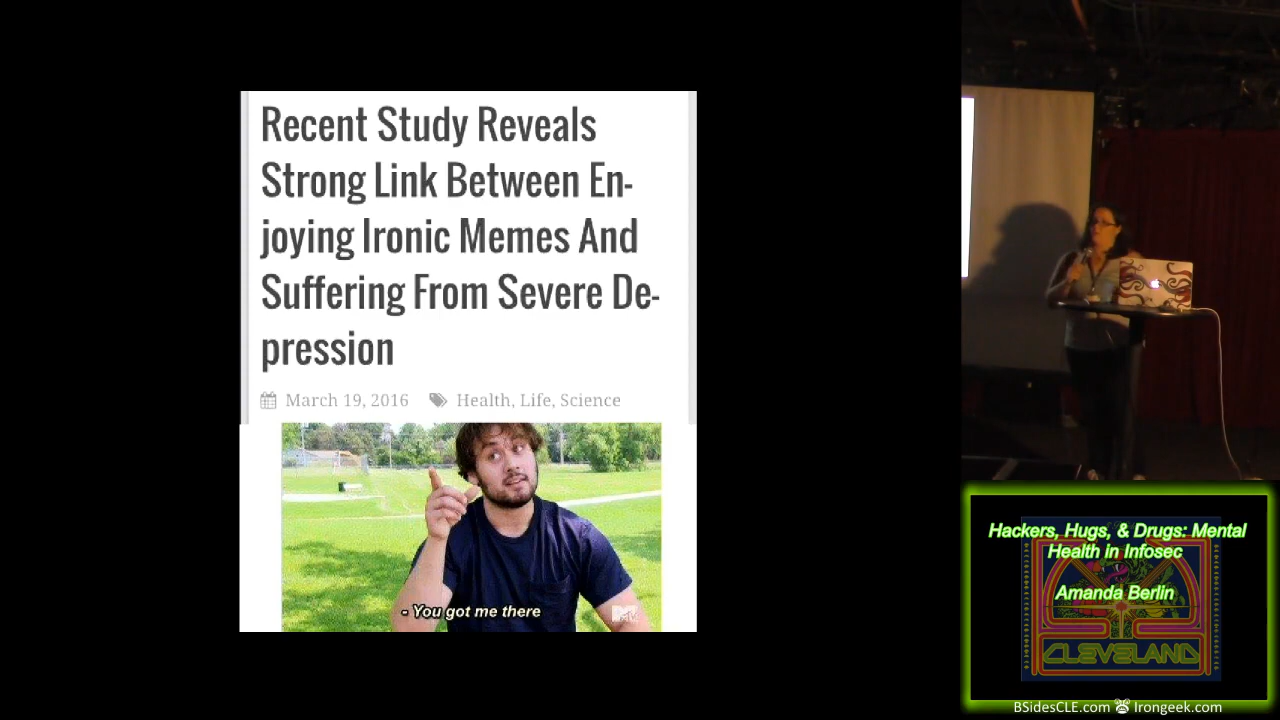 Recent Study Reveals
Strong Link Between En-
joying Ironic Memes And
Suffering From Severe De-
pression
March 19, 2016 Health, Life, Science
- You got me there
MTV
Hackers, Hugs, & Drugs: Mental
Health in Infosec
Amanda Berlin
CLEVELAND
BSidesCLE.com Irongeek.com